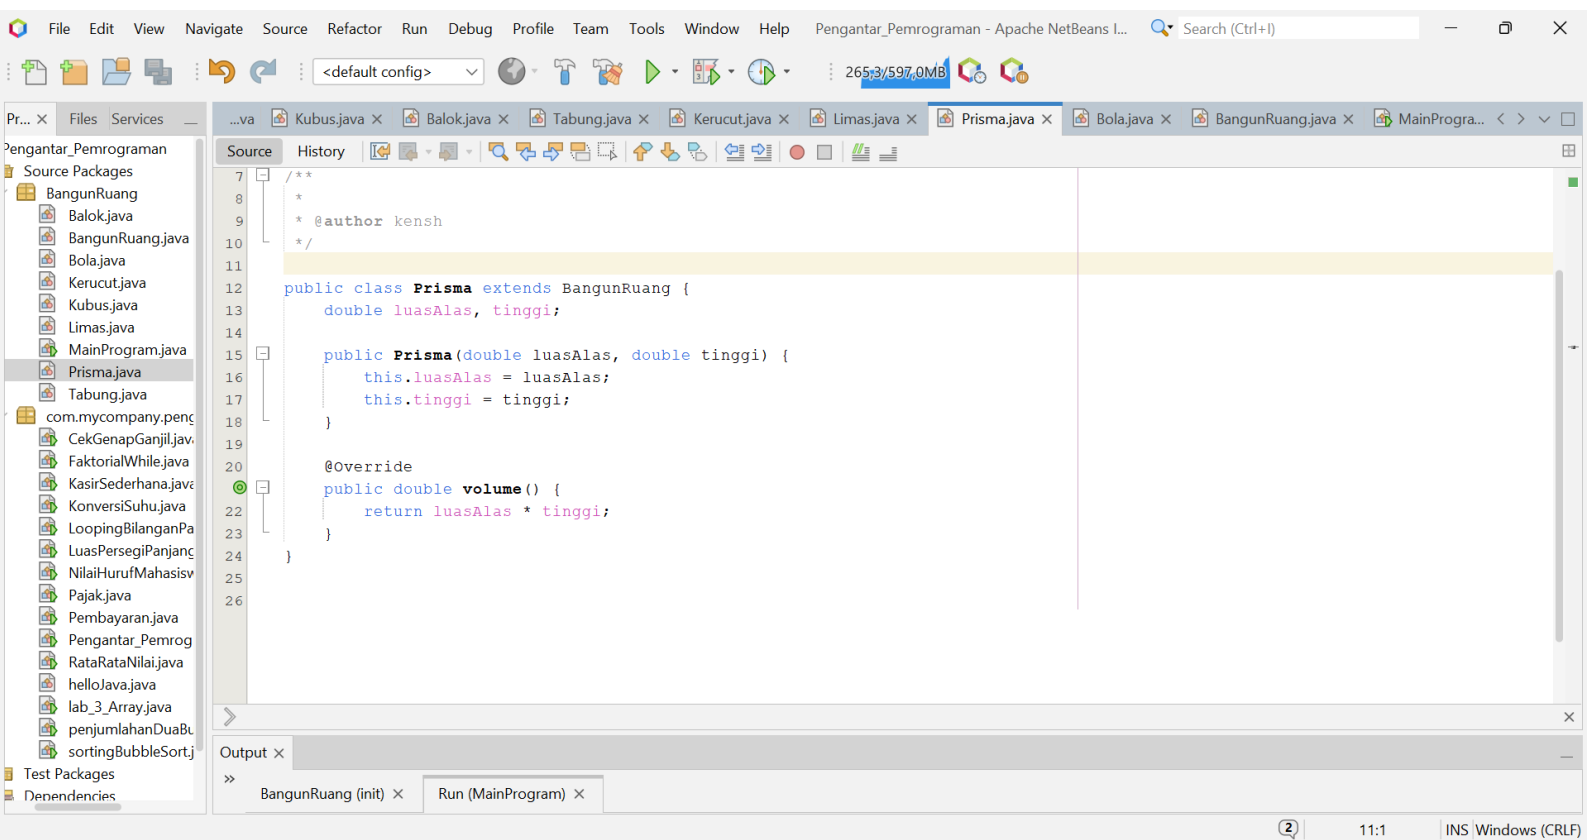 File Edit View Navigate Source Refactor Run Debug Profile Team Tools Window Help Pengantar_Pemrograman - Apache NetBeans I... Search (Ctrl+I)
<default config> 265,3/597,0MB
Pr... Files Services
...va Kubus.java Balok.java Tabung.java Kerucut.java Limas.java Prisma.java Bola.java BangunRuang.java MainProgra...
Source History
Pengantar_Pemrograman
Source Packages
BangunRuang
Balok.java
BangunRuang.java
Bola.java
Kerucut.java
Kubus.java
Limas.java
MainProgram.java
Prisma.java
Tabung.java
com.mycompany.peng
CekGenapGanjil.java
FaktorialWhile.java
KasirSederhana.java
KonversiSuhu.java
LoopingBilanganPa
LuasPersegiPanjang
NilaiHurufMahasisw
Pajak.java
Pembayaran.java
Pengantar_Pemrog
RataRataNilai.java
helloJava.java
lab_3_Array.java
penjumlahanDuaBu
sortingBubbleSort.j
Test Packages
Dependencies
7 /**
8 *
9 * @author kensh
10 */
11
12 public class Prisma extends BangunRuang {
13 double luasAlas, tinggi;
14
15 public Prisma(double luasAlas, double tinggi) {
16 this.luasAlas = luasAlas;
17 this.tinggi = tinggi;
18 }
19
20 @Override
public double volume() {
22 return luasAlas * tinggi;
23 }
24 }
25
26
Output
BangunRuang (init) Run (MainProgram)
2 11:1 INS Windows (CRLF)